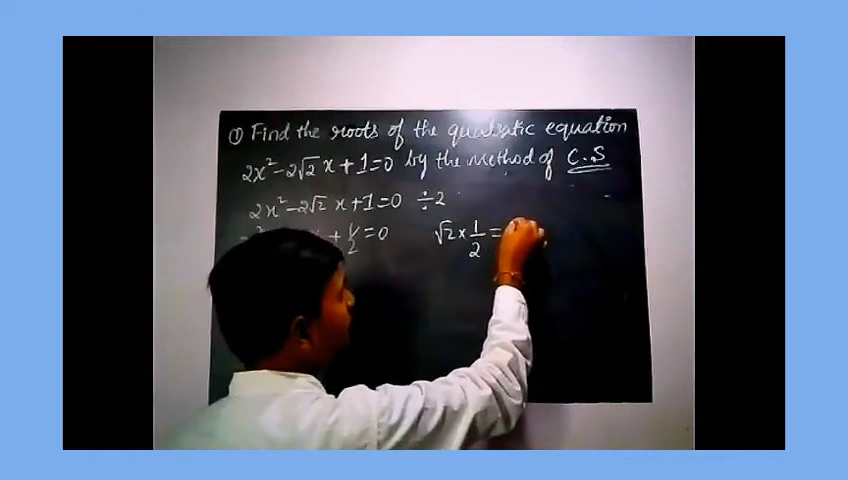 ① Find the roots of the quadratic equation
2x²-2√2 x+1=0 by the method of C.S
2x²-2√2 x+1=0 ÷2
+ 1/2 =0 √2 × 1/2 =